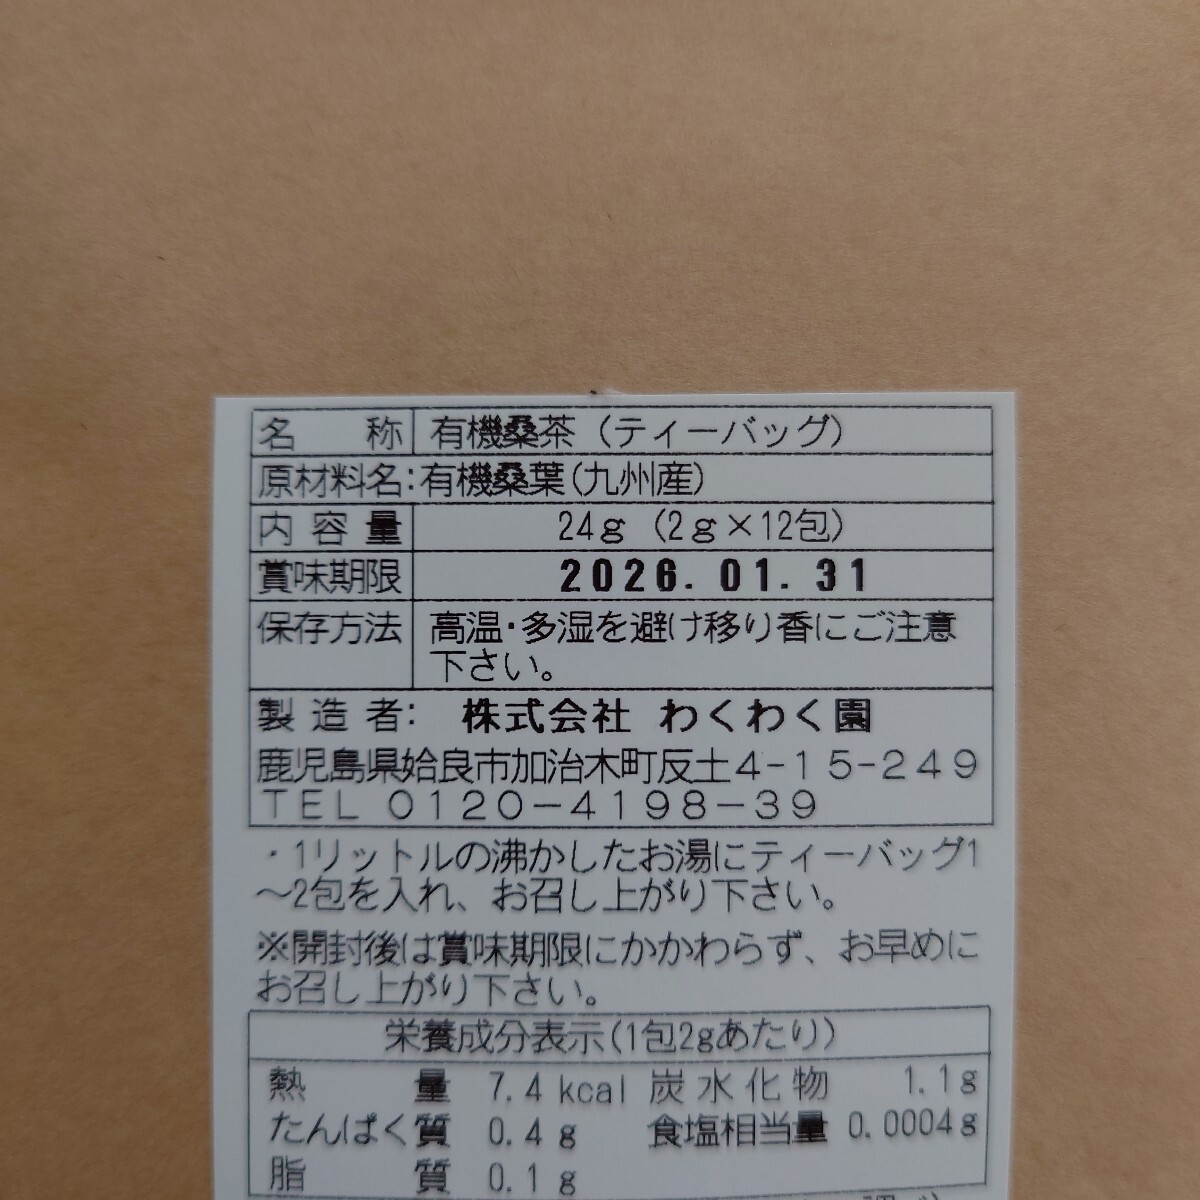 名称 有機桑茶（ティーバッグ）
原材料名:有機桑葉(九州産)
内容量 24ｇ（2ｇ×12包）
賞味期限 2026.01.31
保存方法 高温・多湿を避け移り香にご注意
下さい。
製造者: 株式会社 わくわく園
鹿児島県姶良市加治木町反土4-15-249
TEL 0120-4198-39
・1リットルの沸かしたお湯にティーバッグ1
～2包を入れ、お召し上がり下さい。
※開封後は賞味期限にかかわらず、お早めに
お召し上がり下さい。
栄養成分表示(1包2gあたり)
熱量 7.4 kcal 炭水化物 1.1g
たんぱく質 0.4 g 食塩相当量 0.0004g
脂質 0.1g